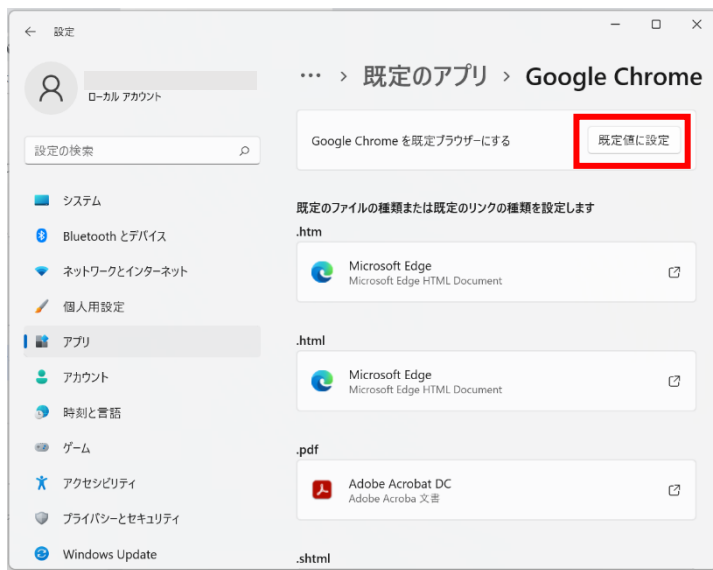 ← 設定
ローカル アカウント
設定の検索
システム
Bluetooth とデバイス
ネットワークとインターネット
個人用設定
アプリ
アカウント
時刻と言語
ゲーム
アクセシビリティ
プライバシーとセキュリティ
Windows Update
… › 既定のアプリ › Google Chrome
Google Chrome を既定ブラウザーにする
既定値に設定
既定のファイルの種類または既定のリンクの種類を設定します
.htm
Microsoft Edge
Microsoft Edge HTML Document
.html
Microsoft Edge
Microsoft Edge HTML Document
.pdf
Adobe Acrobat DC
Adobe Acroba 文書
.shtml